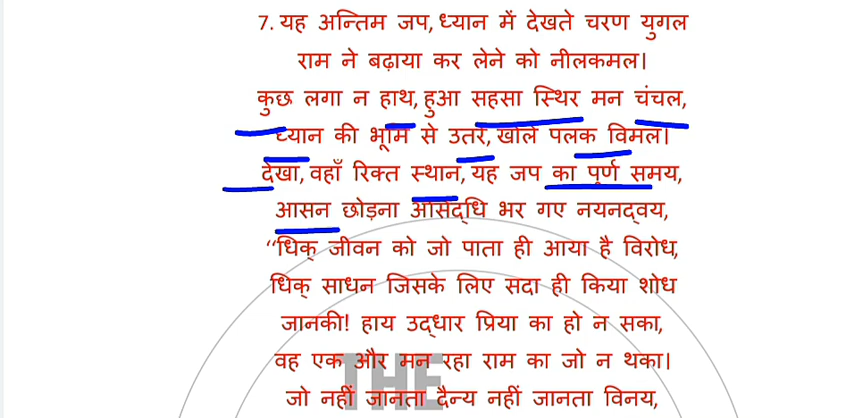 7. यह अन्तिम जप, ध्यान में देखते चरण युगल
राम ने बढ़ाया कर लेने को नीलकमल।
कुछ लगा न हाथ, हुआ सहसा स्थिर मन चंचल,
ध्यान की भूमि से उतरे, खोले पलक विमल।
देखा, वहाँ रिक्त स्थान, यह जप का पूर्ण समय,
आसन छोड़ना असिद्धि भर गए नयनद्वय,
“धिक् जीवन को जो पाता ही आया है विरोध,
धिक् साधन जिसके लिए सदा ही किया शोध
जानकी! हाय उद्धार प्रिया का हो न सका,
वह एक और मन रहा राम का जो न थका।
जो नहीं जानता दैन्य नहीं जानता विनय,
THE